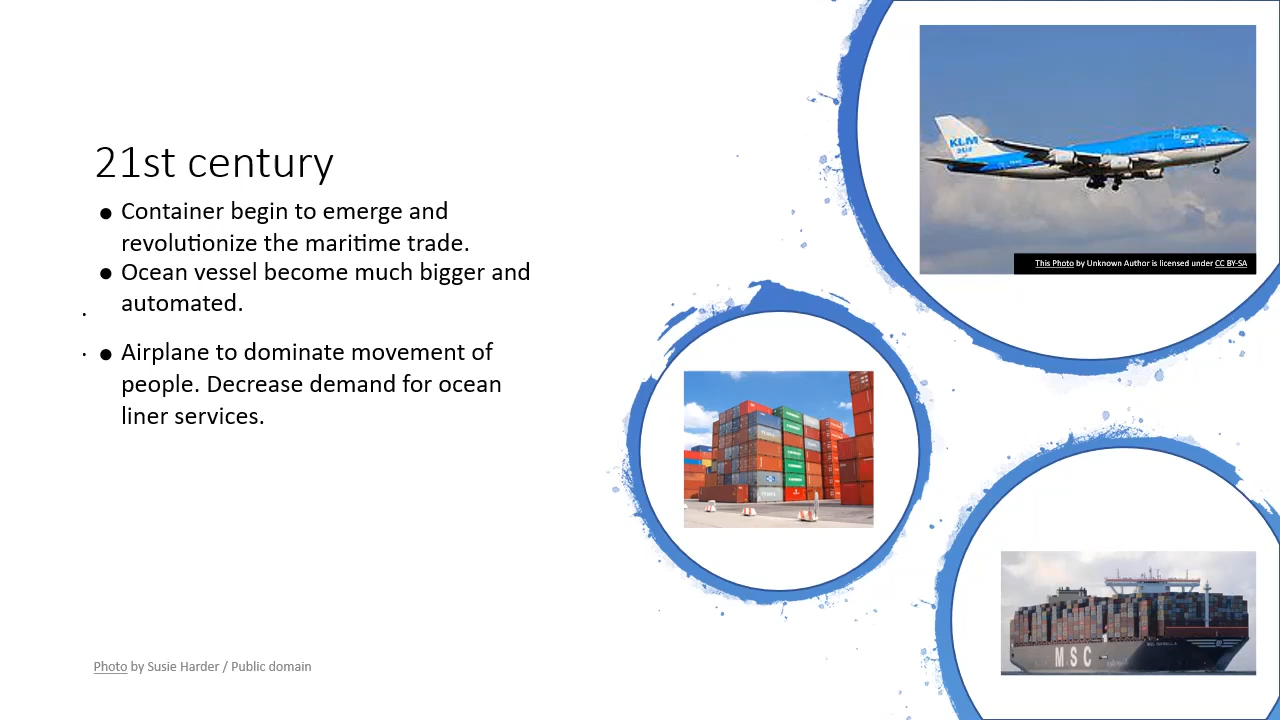 21st century
● Container begin to emerge and
revolutionize the maritime trade.
● Ocean vessel become much bigger and
automated.
● Airplane to dominate movement of
people. Decrease demand for ocean
liner services.
Photo by Susie Harder / Public domain
KLM
This Photo by Unknown Author is licensed under CC BY-SA
MSC